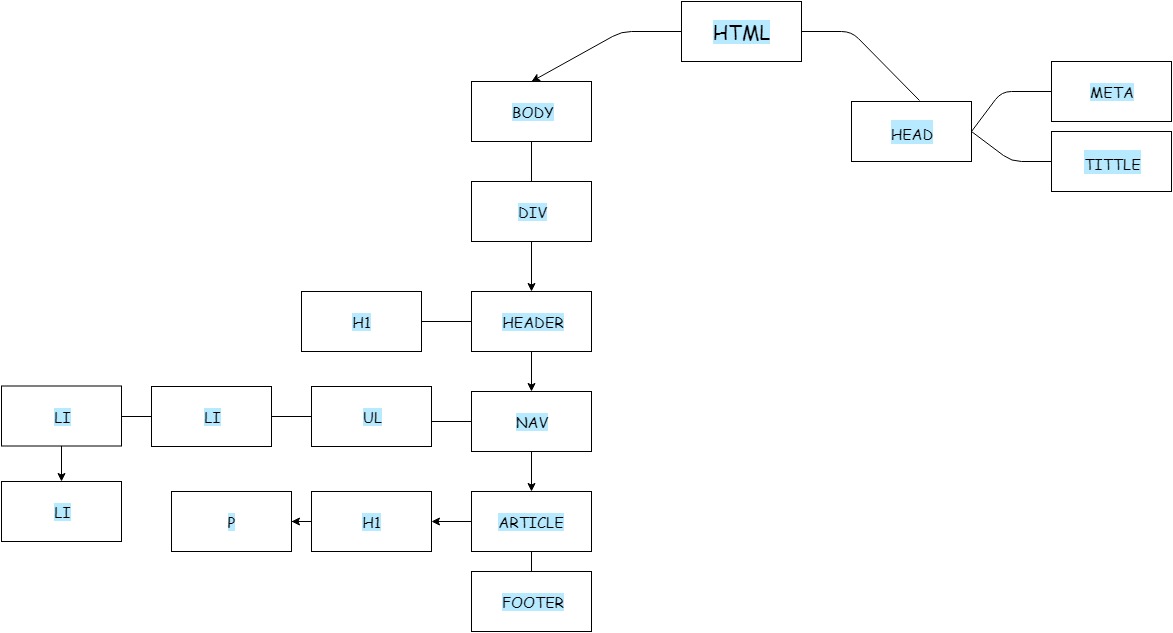 HTML
META
BODY
HEAD
TITTLE
DIV
H1
HEADER
LI
LI
UL
NAV
LI
P
H1
ARTICLE
FOOTER